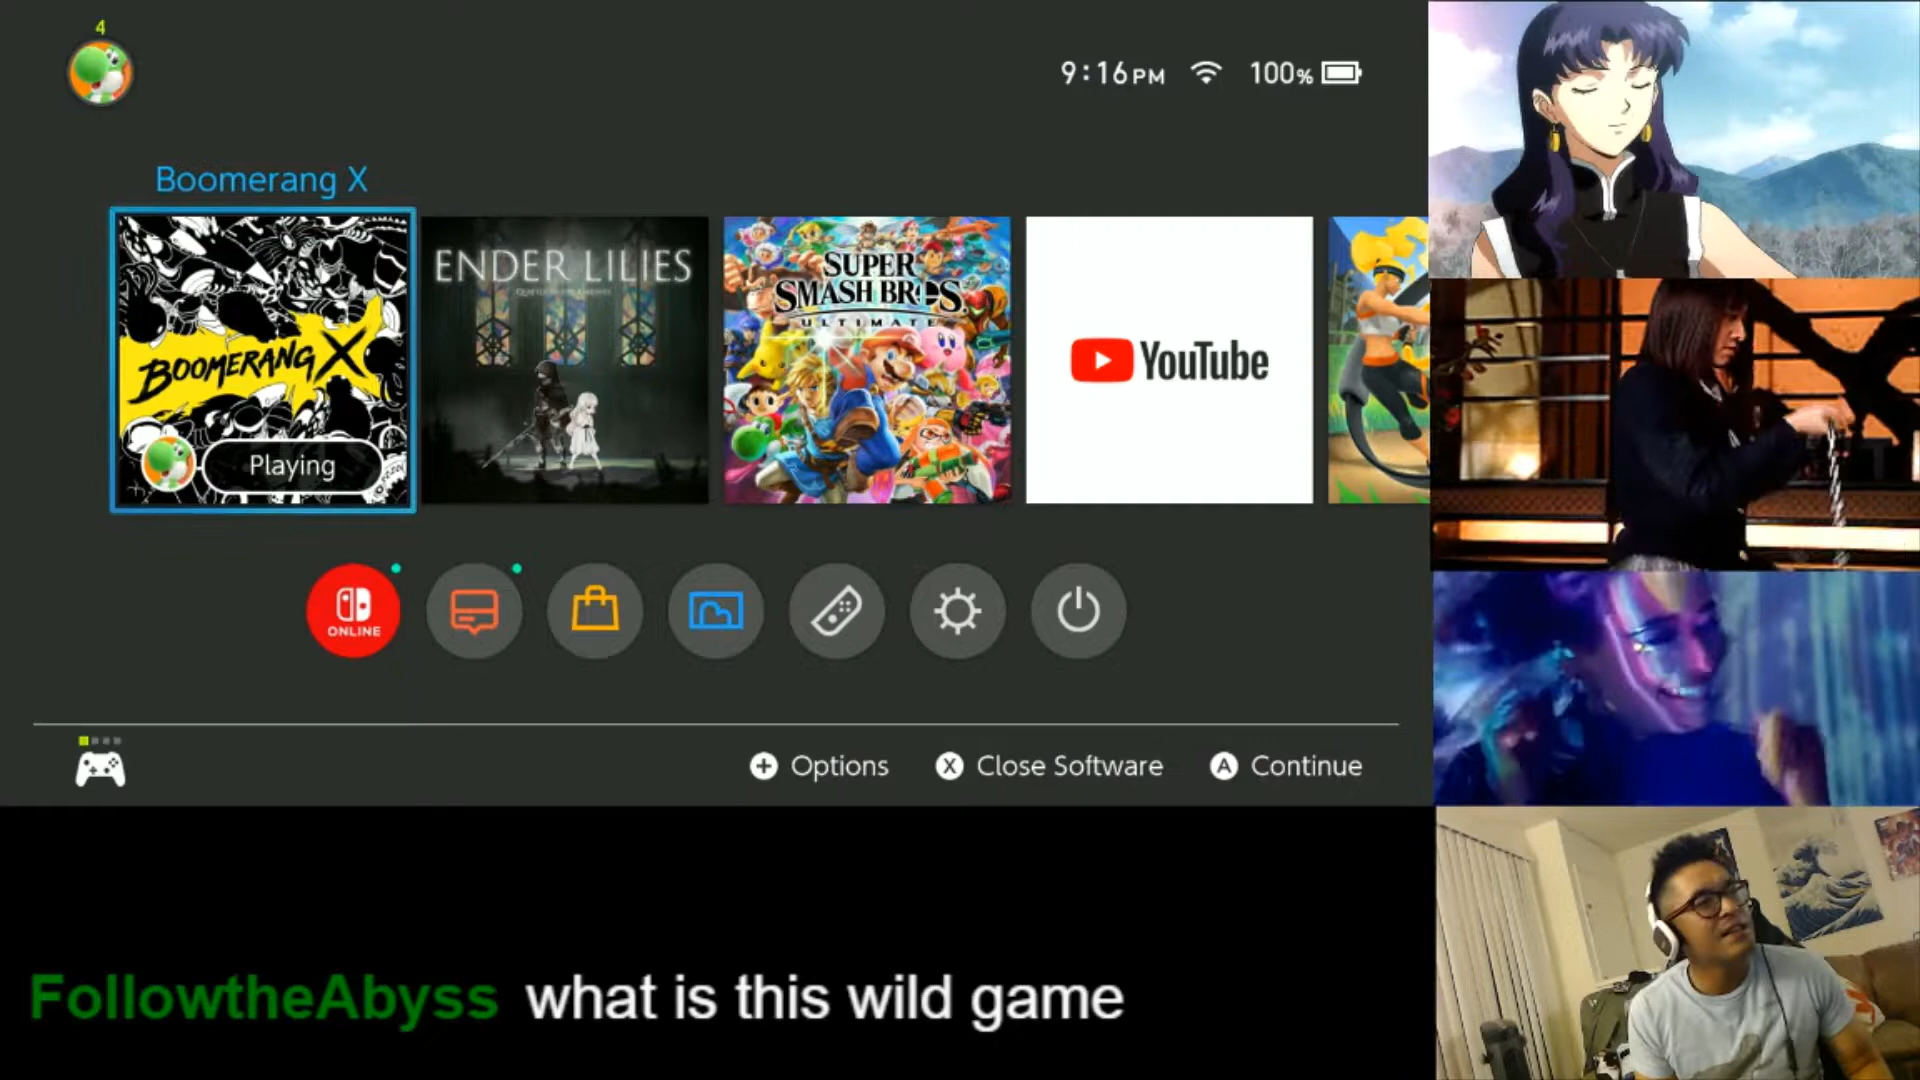 4
9:16PM 100%
Boomerang X
BOOMERANG X
Playing
ENDER LILIES
SUPER
SMASH BROS.
ULTIMATE
YouTube
ONLINE
Options
Close Software
Continue
FollowtheAbyss what is this wild game